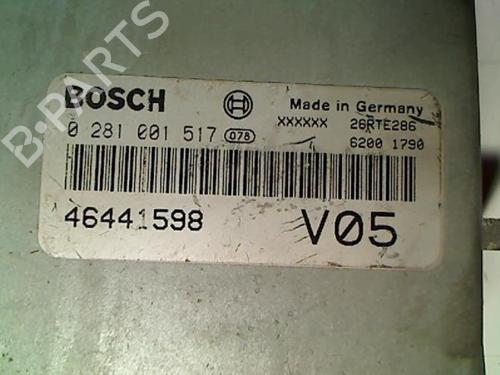 B-PARTS
BOSCH
Made in Germany
0 281 001 517 078
xxxxxx 26RTE286
6200 1790
46441598
V05